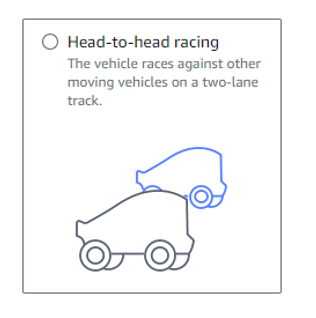 Head-to-head racing
The vehicle races against other
moving vehicles on a two-lane
track.